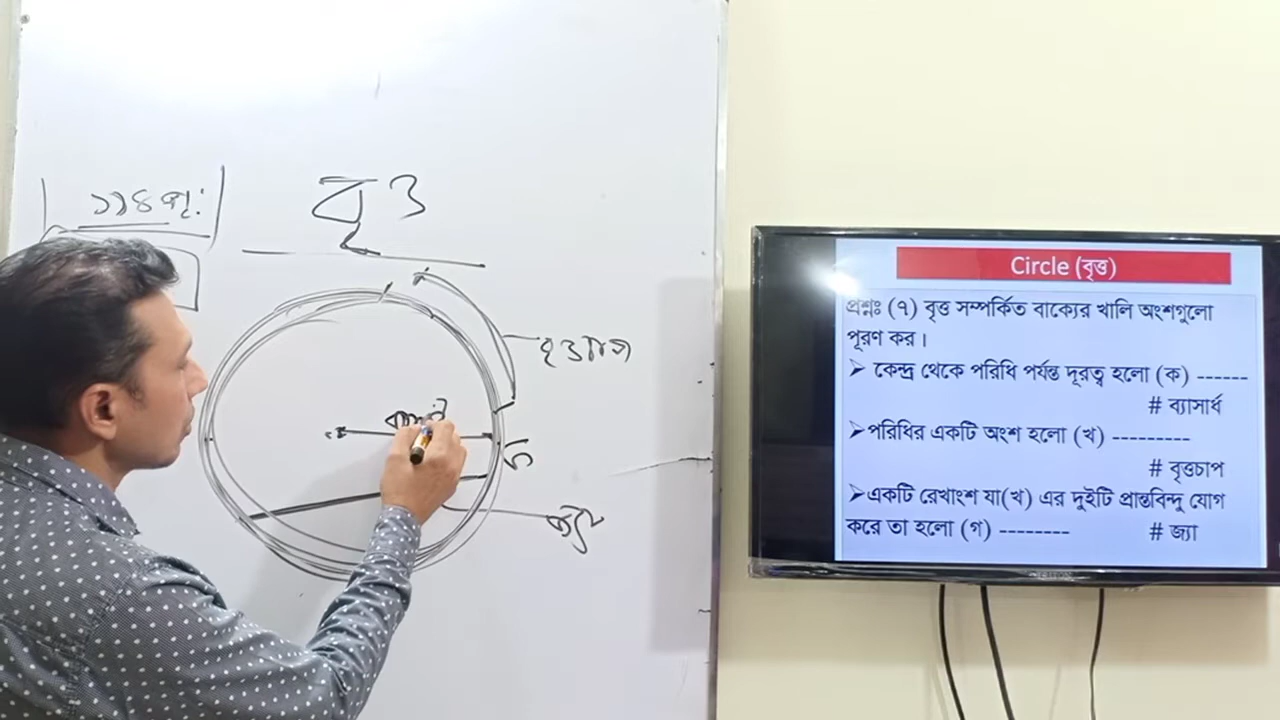 ১১৪ পৃ:
বৃত্ত
বৃত্তচাপ
ব্যাসার্ধ
জ্যা
Circle (বৃত্ত)
প্রশ্নঃ (৭) বৃত্ত সম্পর্কিত বাক্যের খালি অংশগুলো
পূরণ কর।
➢ কেন্দ্র থেকে পরিধি পর্যন্ত দূরত্ব হলো (ক) ------
# ব্যাসার্ধ
➢পরিধির একটি অংশ হলো (খ) ---------
# বৃত্তচাপ
➢একটি রেখাংশ যা(খ) এর দুইটি প্রান্তবিন্দু যোগ
করে তা হলো (গ) -------- # জ্যা